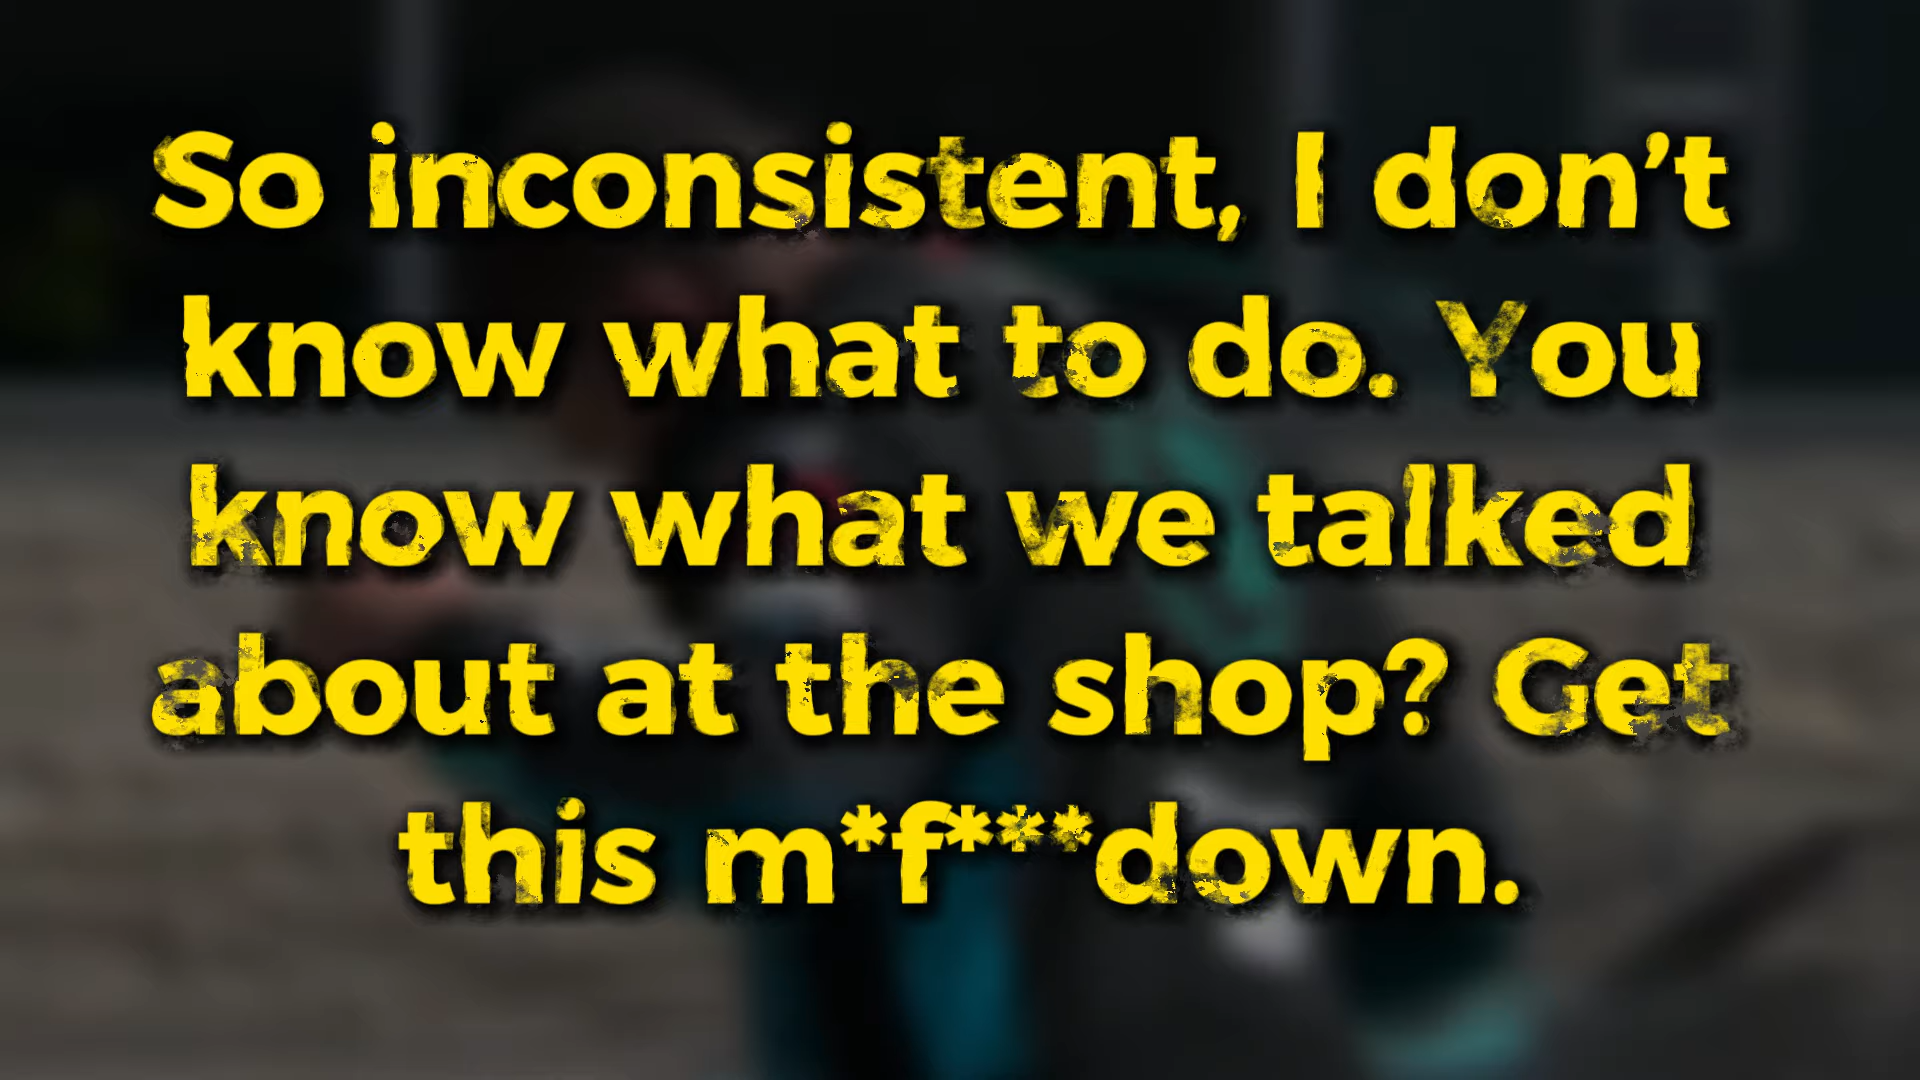 So inconsistent, I don’t
know what to do. You
know what we talked
about at the shop? Get
this m*f***down.